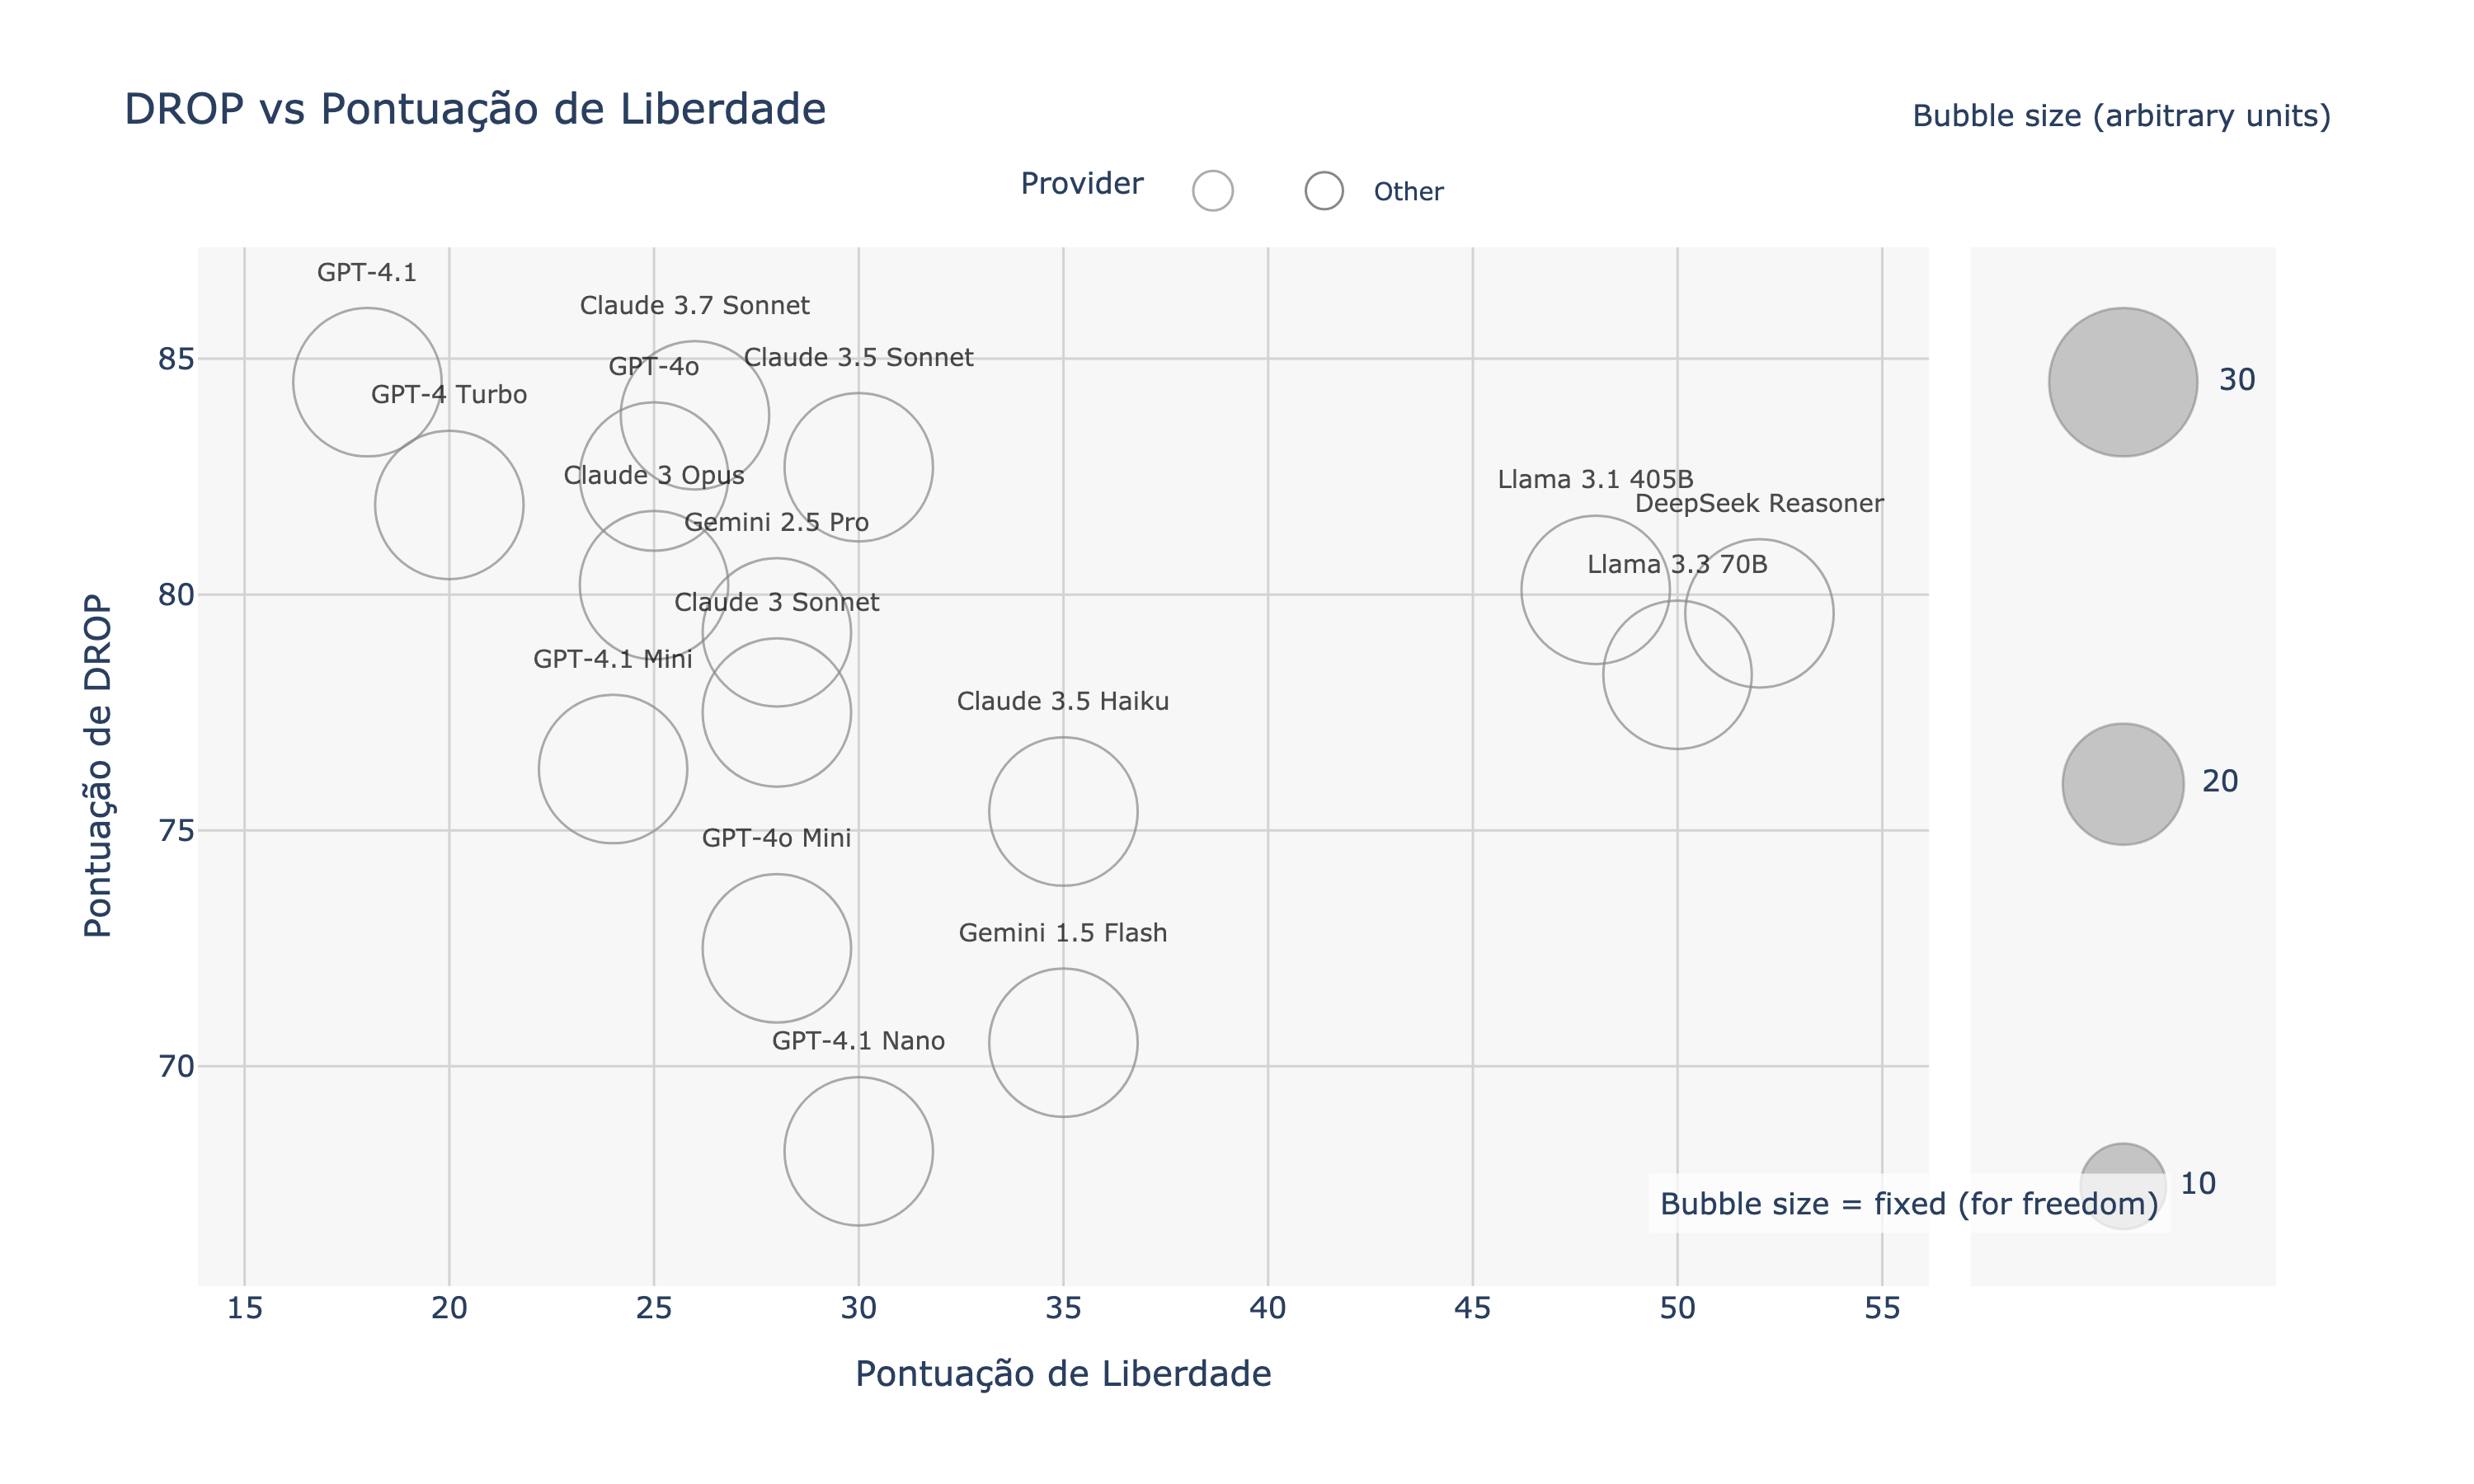 DROP vs Pontuação de Liberdade
Bubble size (arbitrary units)
Provider
Other
GPT-4.1
Claude 3.7 Sonnet
Claude 3.5 Sonnet
GPT-4o
GPT-4 Turbo
Claude 3 Opus
Llama 3.1 405B
DeepSeek Reasoner
Gemini 2.5 Pro
Llama 3.3 70B
Claude 3 Sonnet
GPT-4.1 Mini
Claude 3.5 Haiku
GPT-4o Mini
Gemini 1.5 Flash
GPT-4.1 Nano
85
80
75
70
Pontuação de DROP
30
20
10
Bubble size = fixed (for freedom)
15 20 25 30 35 40 45 50 55
Pontuação de Liberdade